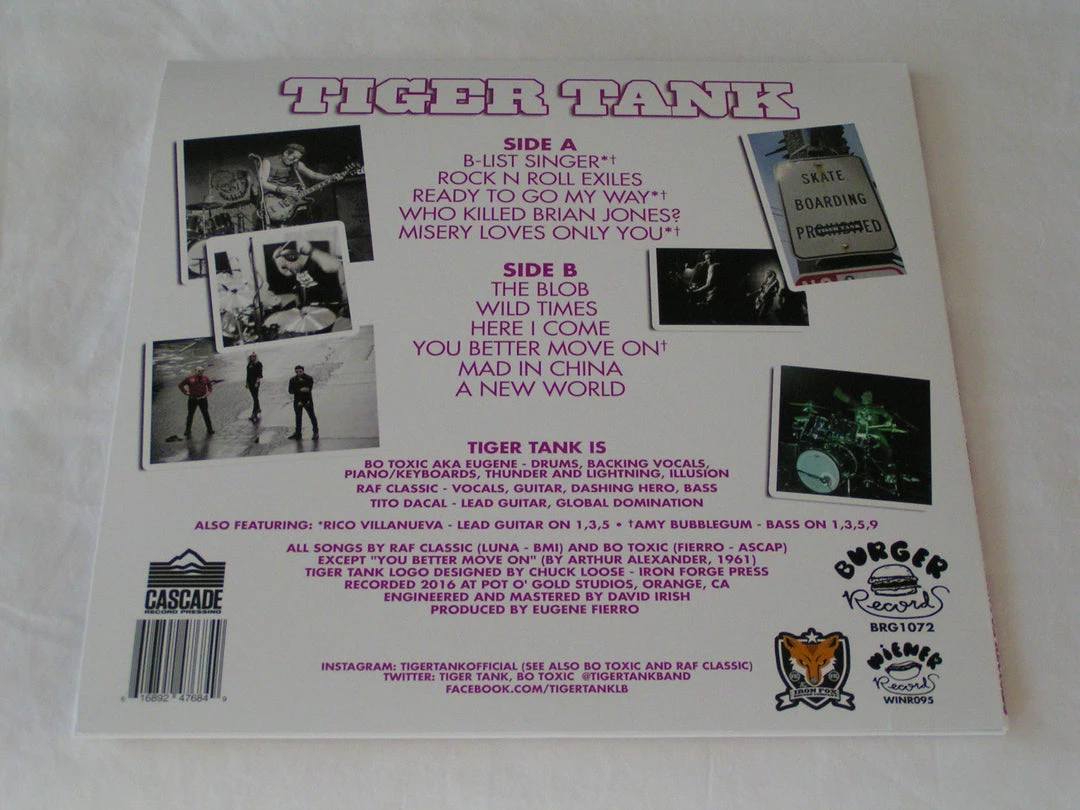 TIGER TANK
SIDE A
B-LIST SINGER*†
ROCK N ROLL EXILES
READY TO GO MY WAY*†
WHO KILLED BRIAN JONES?
MISERY LOVES ONLY YOU*†
SKATE
BOARDING
SIDE B
THE BLOB
WILD TIMES
HERE I COME
YOU BETTER MOVE ON†
MAD IN CHINA
A NEW WORLD
TIGER TANK IS
BO TOXIC AKA EUGENE - DRUMS, BACKING VOCALS,
PIANO/KEYBOARDS, THUNDER AND LIGHTNING, ILLUSION
RAF CLASSIC - VOCALS, GUITAR, DASHING HERO, BASS
TITO DACAL - LEAD GUITAR, GLOBAL DOMINATION
ALSO FEATURING: *RICO VILLANUEVA - LEAD GUITAR ON 1,3,5 • †AMY BUBBLEGUM - BASS ON 1,3,5,9
ALL SONGS BY RAF CLASSIC (LUNA - BMI) AND BO TOXIC (FIERRO - ASCAP)
EXCEPT "YOU BETTER MOVE ON" (BY ARTHUR ALEXANDER, 1961)
TIGER TANK LOGO DESIGNED BY CHUCK LOOSE - IRON FORGE PRESS
RECORDED 2016 AT POT O' GOLD STUDIOS, ORANGE, CA
ENGINEERED AND MASTERED BY DAVID IRISH
PRODUCED BY EUGENE FIERRO
CASCADE
RECORD PRESSING
6 16892 47684 9
INSTAGRAM: TIGERTANKOFFICIAL (SEE ALSO BO TOXIC AND RAF CLASSIC)
TWITTER: TIGER TANK, BO TOXIC @TIGERTANKBAND
FACEBOOK.COM/TIGERTANKLB
BURGER
Records
BRG1072
IRON FOX
WIENER
Records
WINR095